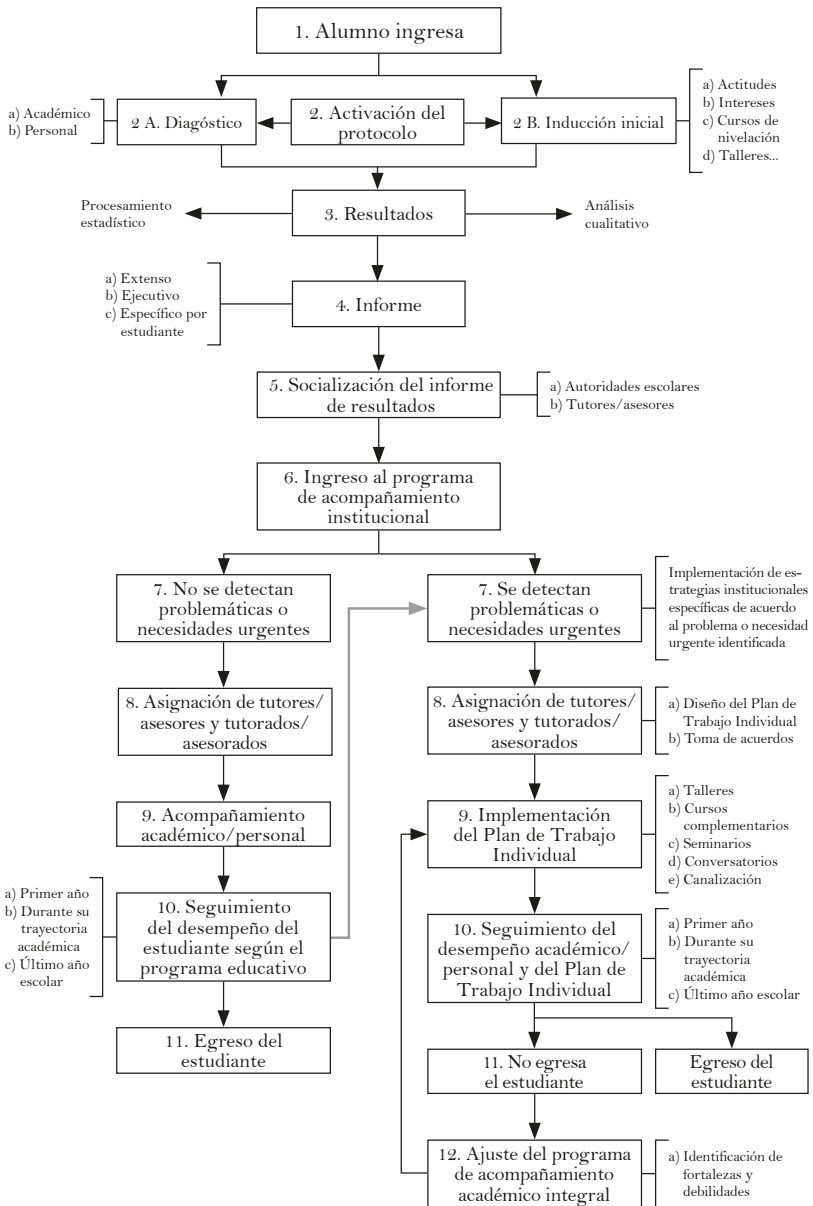 1. Alumno ingresa
a) Académico
b) Personal
2 A. Diagóstico
2. Activación del
protocolo
2 B. Inducción inicial
a) Actitudes
b) Intereses
c) Cursos de
nivelación
d) Talleres...
Procesamiento
estadístico
3. Resultados
Análisis
cualitativo
a) Extenso
b) Ejecutivo
c) Específico por
estudiante
4. Informe
5. Socialización del informe
de resultados
a) Autoridades escolares
b) Tutores/asesores
6. Ingreso al programa
de acompañamiento
institucional
7. No se detectan
problemáticas o
necesidades urgentes
7. Se detectan
problemáticas o
necesidades urgentes
Implementación de es-
trategias institucionales
específicas de acuerdo
al problema o necesidad
urgente identificada
8. Asignación de tutores/
asesores y tutorados/
asesorados
8. Asignación de tutores/
asesores y tutorados/
asesorados
a) Diseño del Plan de
Trabajo Individual
b) Toma de acuerdos
9. Acompañamiento
académico/personal
9. Implementación
del Plan de Trabajo
Individual
a) Talleres
b) Cursos
complementarios
c) Seminarios
d) Conversatorios
e) Canalización
a) Primer año
b) Durante su
trayectoria
académica
c) Último año
escolar
10. Seguimiento
del desempeño del
estudiante según el
programa educativo
10. Seguimiento del
desempeño académico/
personal y del Plan de
Trabajo Individual
a) Primer año
b) Durante su
trayectoria
académica
c) Último año escolar
11. Egreso del
estudiante
11. No egresa
el estudiante
Egreso del
estudiante
12. Ajuste del programa
de acompañamiento
académico integral
a) Identificación de
fortalezas y
debilidades